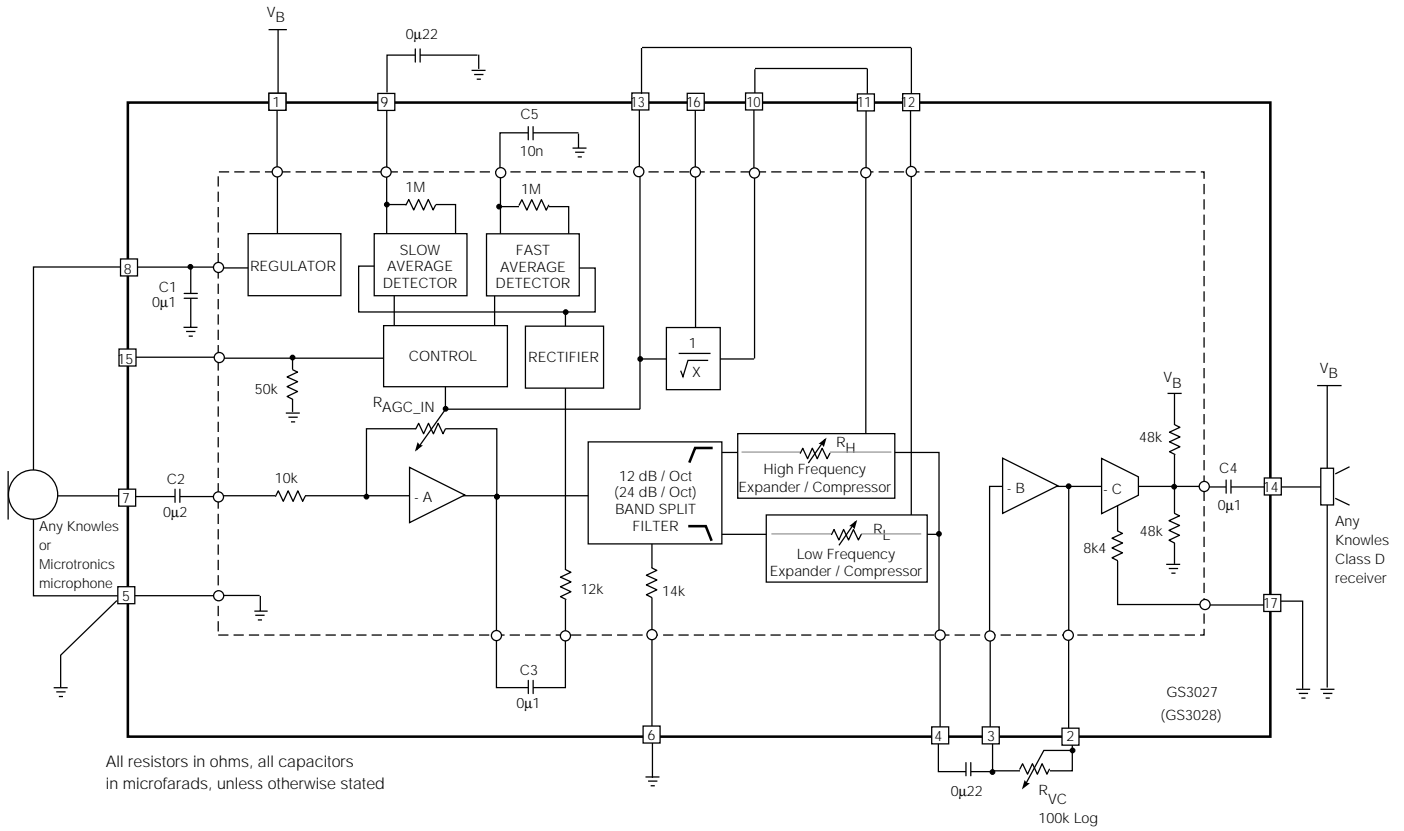 VB
0µ22
1
9
13
16
10
11
12
C5
10n
1M
1M
REGULATOR
SLOW
AVERAGE
DETECTOR
FAST
AVERAGE
DETECTOR
8
C1
0µ1
15
CONTROL
RECTIFIER
1
√X
50k
RAGC_IN
VB
VB
48k
RH
High Frequency
Expander / Compressor
12 dB / Oct
(24 dB / Oct)
BAND SPLIT
FILTER
C2
10k
7
0µ2
- A
- B
- C
C4
14
0µ1
Any Knowles
or
Microtronics
microphone
RL
Low Frequency
Expander / Compressor
8k4
48k
Any
Knowles
Class D
receiver
5
12k
14k
17
C3
0µ1
GS3027
(GS3028)
6
4
3
2
All resistors in ohms, all capacitors
in microfarads, unless otherwise stated
0µ22
RVC
100k Log